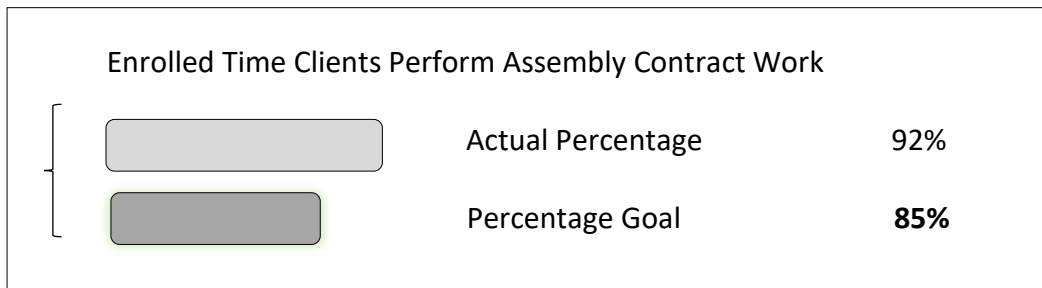 Enrolled Time Clients Perform Assembly Contract Work
Actual Percentage 92%
Percentage Goal 85%